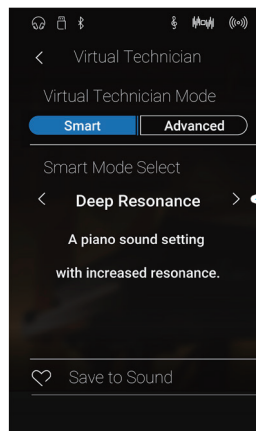 Virtual Technician
Virtual Technician Mode
Smart Advanced
Smart Mode Select
Deep Resonance
A piano sound setting
with increased resonance.
Save to Sound